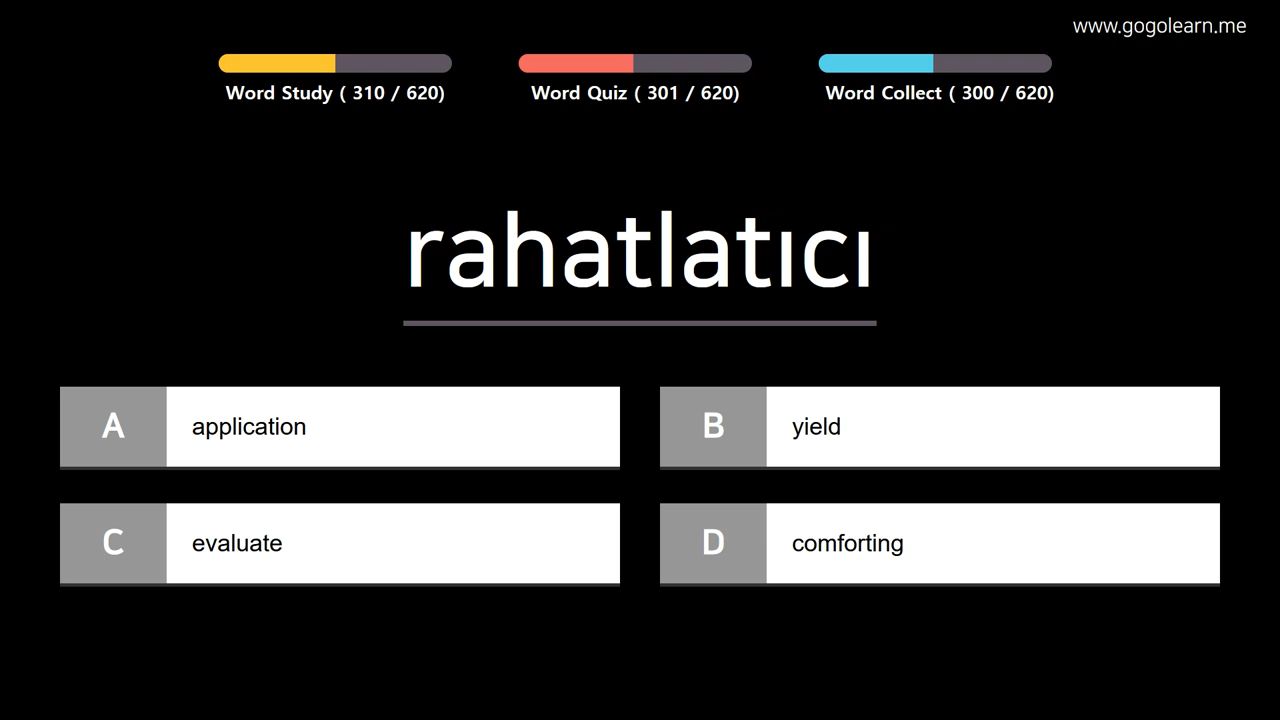 www.gogolearn.me
Word Study ( 310 / 620)
Word Quiz ( 301 / 620)
Word Collect ( 300 / 620)
rahatlatıcı
A application
B yield
C evaluate
D comforting